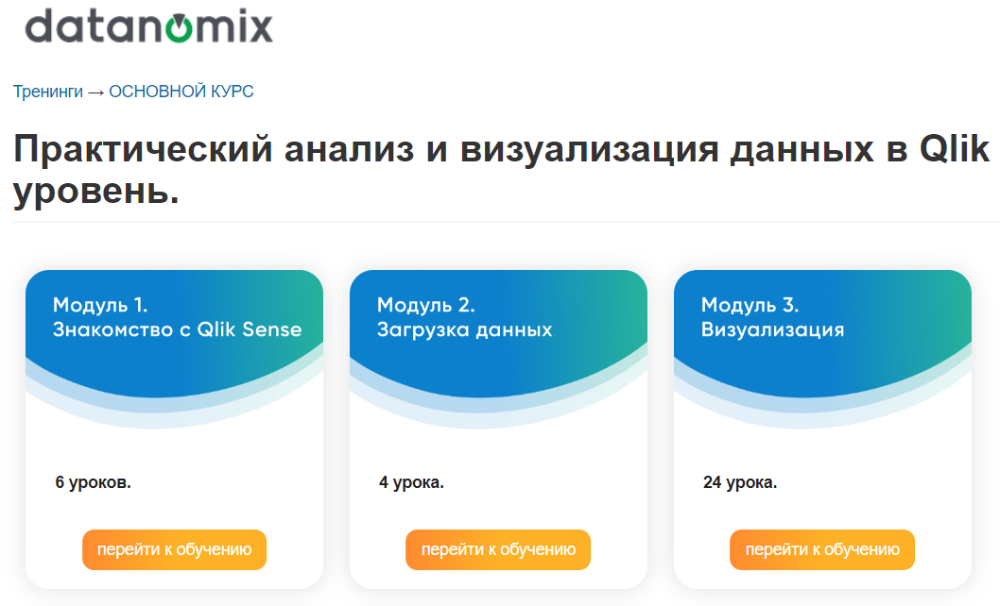 datanomix
Тренинги → ОСНОВНОЙ КУРС
Практический анализ и визуализация данных в Qlik
уровень.
Модуль 1.
Знакомство с Qlik Sense
6 уроков.
перейти к обучению
Модуль 2.
Загрузка данных
4 урока.
перейти к обучению
Модуль 3.
Визуализация
24 урока.
перейти к обучению